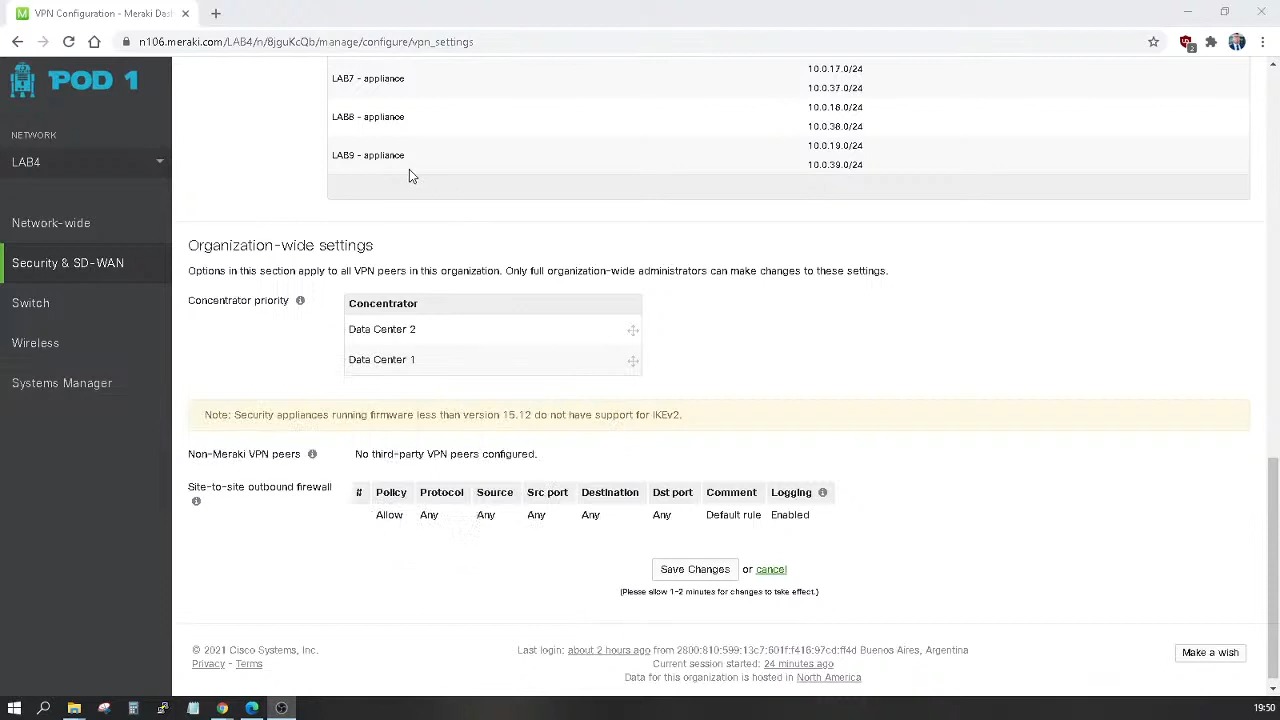 VPN Configuration - Meraki Das
n106.meraki.com/LAB4/n/8jguKcQb/manage/configure/vpn_settings
2
POD 1
NETWORK
LAB4
Network-wide
Security & SD-WAN
Switch
Wireless
Systems Manager
LAB7 - appliance
10.0.17.0/24
10.0.37.0/24
LAB8 - appliance
10.0.18.0/24
10.0.38.0/24
LAB9 - appliance
10.0.19.0/24
10.0.39.0/24
Organization-wide settings
Options in this section apply to all VPN peers in this organization. Only full organization-wide administrators can make changes to these settings.
Concentrator priority
Concentrator
Data Center 2
Data Center 1
Note: Security appliances running firmware less than version 15.12 do not have support for IKEv2.
Non-Meraki VPN peers
No third-party VPN peers configured.
Site-to-site outbound firewall
# Policy Protocol Source Src port Destination Dst port Comment Logging
Allow Any Any Any Any Any Default rule Enabled
Save Changes or cancel
(Please allow 1-2 minutes for changes to take effect.)
© 2021 Cisco Systems, Inc.
Privacy - Terms
Last login: about 2 hours ago from 2800:810:599:13c7:601f:f416:97cd:ff4d Buenos Aires, Argentina
Current session started: 24 minutes ago
Data for this organization is hosted in North America
Make a wish
19:50